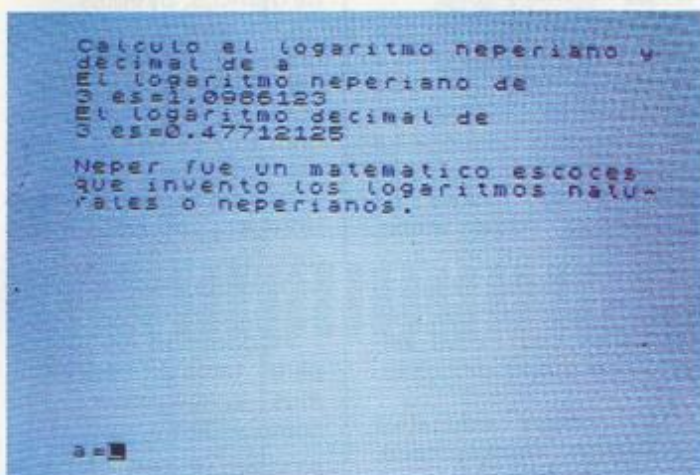 Calculo el logaritmo neperiano y
decimal de a
El logaritmo neperiano de
3 es=1.0986123
El logaritmo decimal de
3 es=0.47712125
Neper fue un matematico escoces
que invento los logaritmos natu-
rales o neperianos.
a=